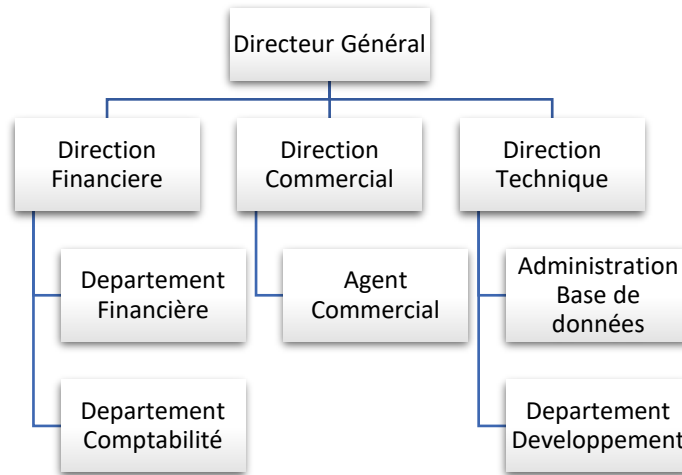 Directeur Général
Direction
Financiere
Direction
Commercial
Direction
Technique
Departement
Financière
Agent
Commercial
Administration
Base de
données
Departement
Comptabilité
Departement
Developpement